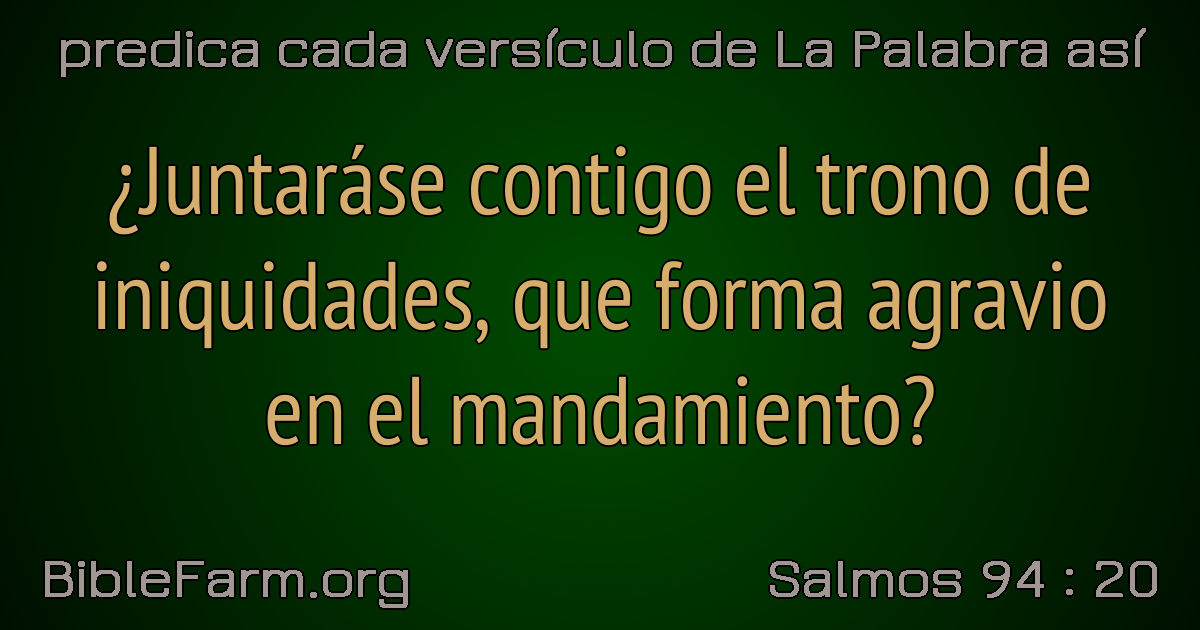 predica cada versículo de La Palabra así
¿Juntaráse contigo el trono de
iniquidades, que forma agravio
en el mandamiento?
BibleFarm.org
Salmos 94 : 20